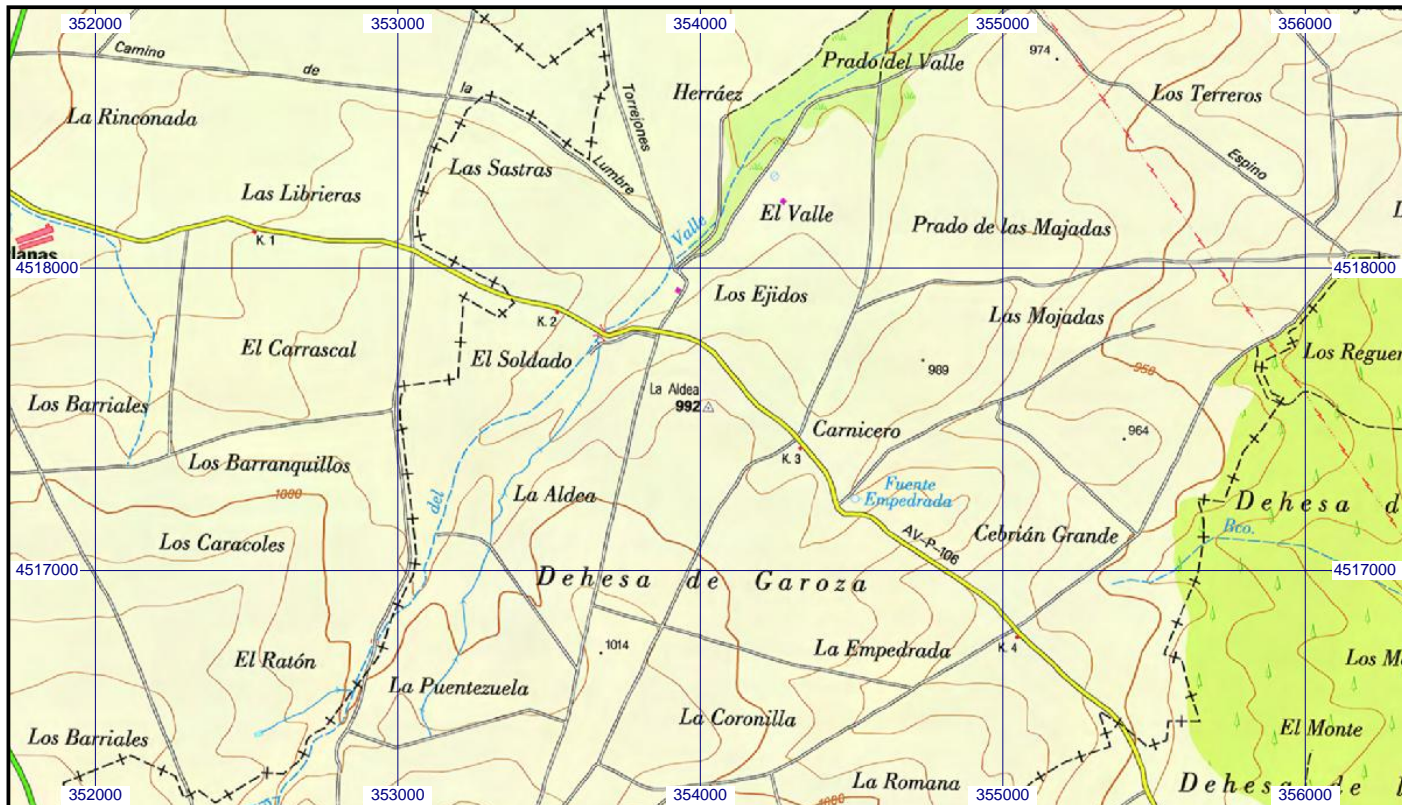 352000
353000
354000
355000
356000
Camino
de
la
Lumbre
Torrejones
Herráez
Prado del Valle
974
Los Terreros
Espino
La Rinconada
Las Sastras
Las Librieras
K. 1
lanas
Valle
El Valle
Prado de las Majadas
4518000
4518000
Los Ejidos
Las Mojadas
K. 2
El Carrascal
El Soldado
Los Barriales
La Aldea
992
989
950
964
Los Reguer
Carnicero
K. 3
Los Barranquillos
1000
del
La Aldea
Fuente
Empedrada
Cebrián Grande
AV-P-106
Dehesa d
Bco.
Los Caracoles
4517000
Dehesa de Garoza
4517000
El Ratón
1014
La Empedrada
K. 4
Los M
La Puentezuela
La Coronilla
Los Barriales
El Monte
La Romana
1000
Dehesa de l
352000
353000
354000
355000
356000